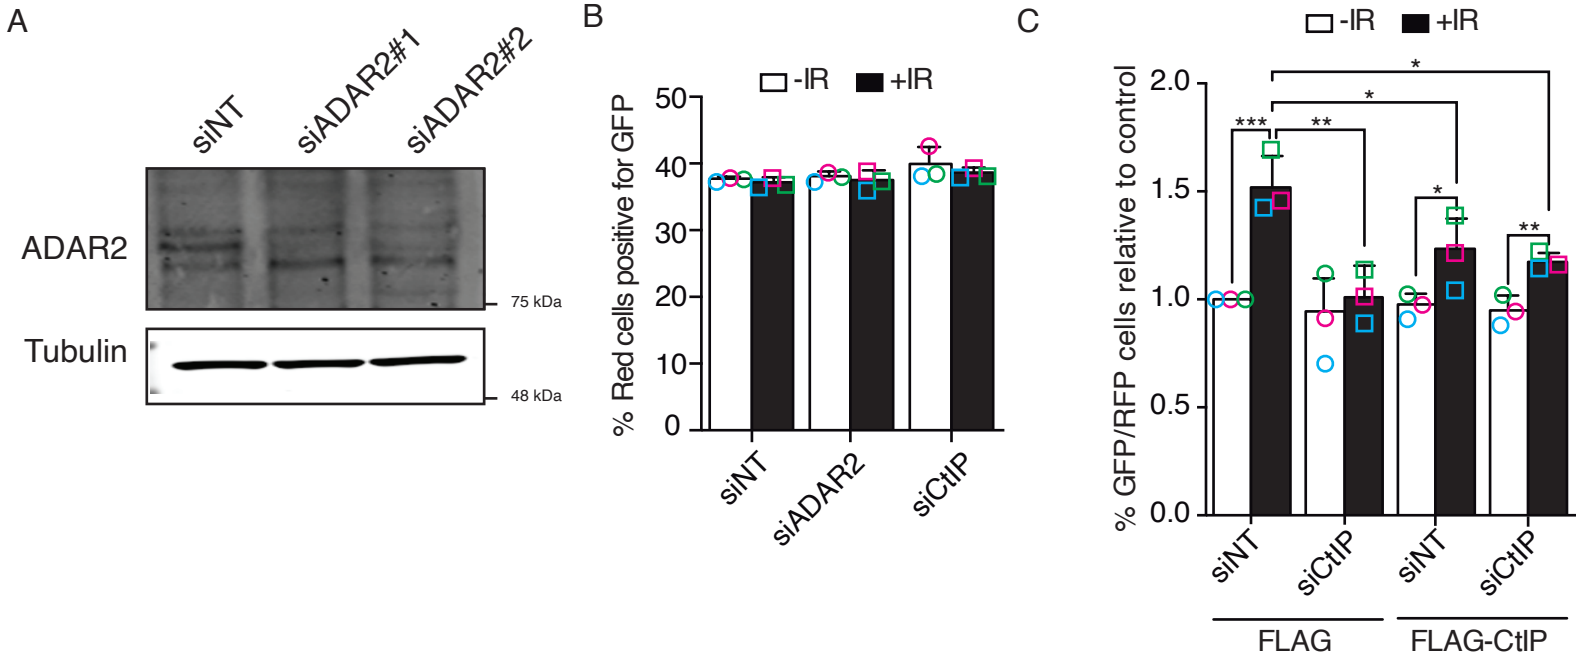 A
siNT
siADAR2#1
siADAR2#2
ADAR2
75 kDa
Tubulin
48 kDa
B
-IR
+IR
% Red cells positive for GFP
50
40
30
20
10
0
siNT
siADAR2
siCtIP
C
-IR
+IR
% GFP/RFP cells relative to control
2.0
1.5
1.0
0.5
0.0
*
*
***
**
*
**
siNT
siCtIP
siNT
siCtIP
FLAG
FLAG-CtIP